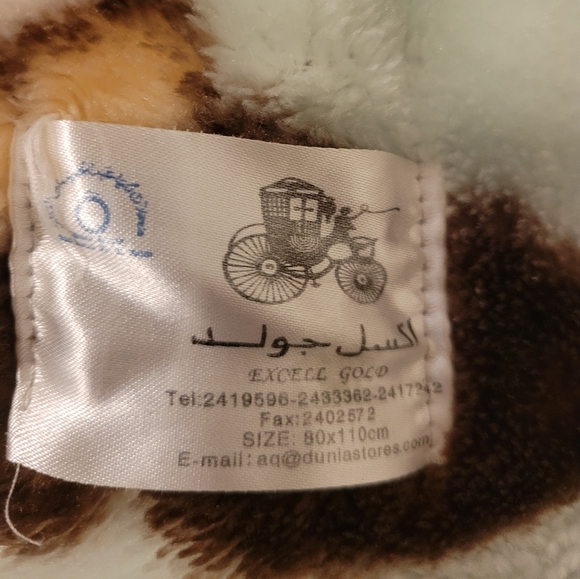 اكسل جولد
EXCELL GOLD
Tel:2419596-2433362-2417242
Fax:2402572
SIZE: 80x110cm
E-mail: aq@duniastores.com